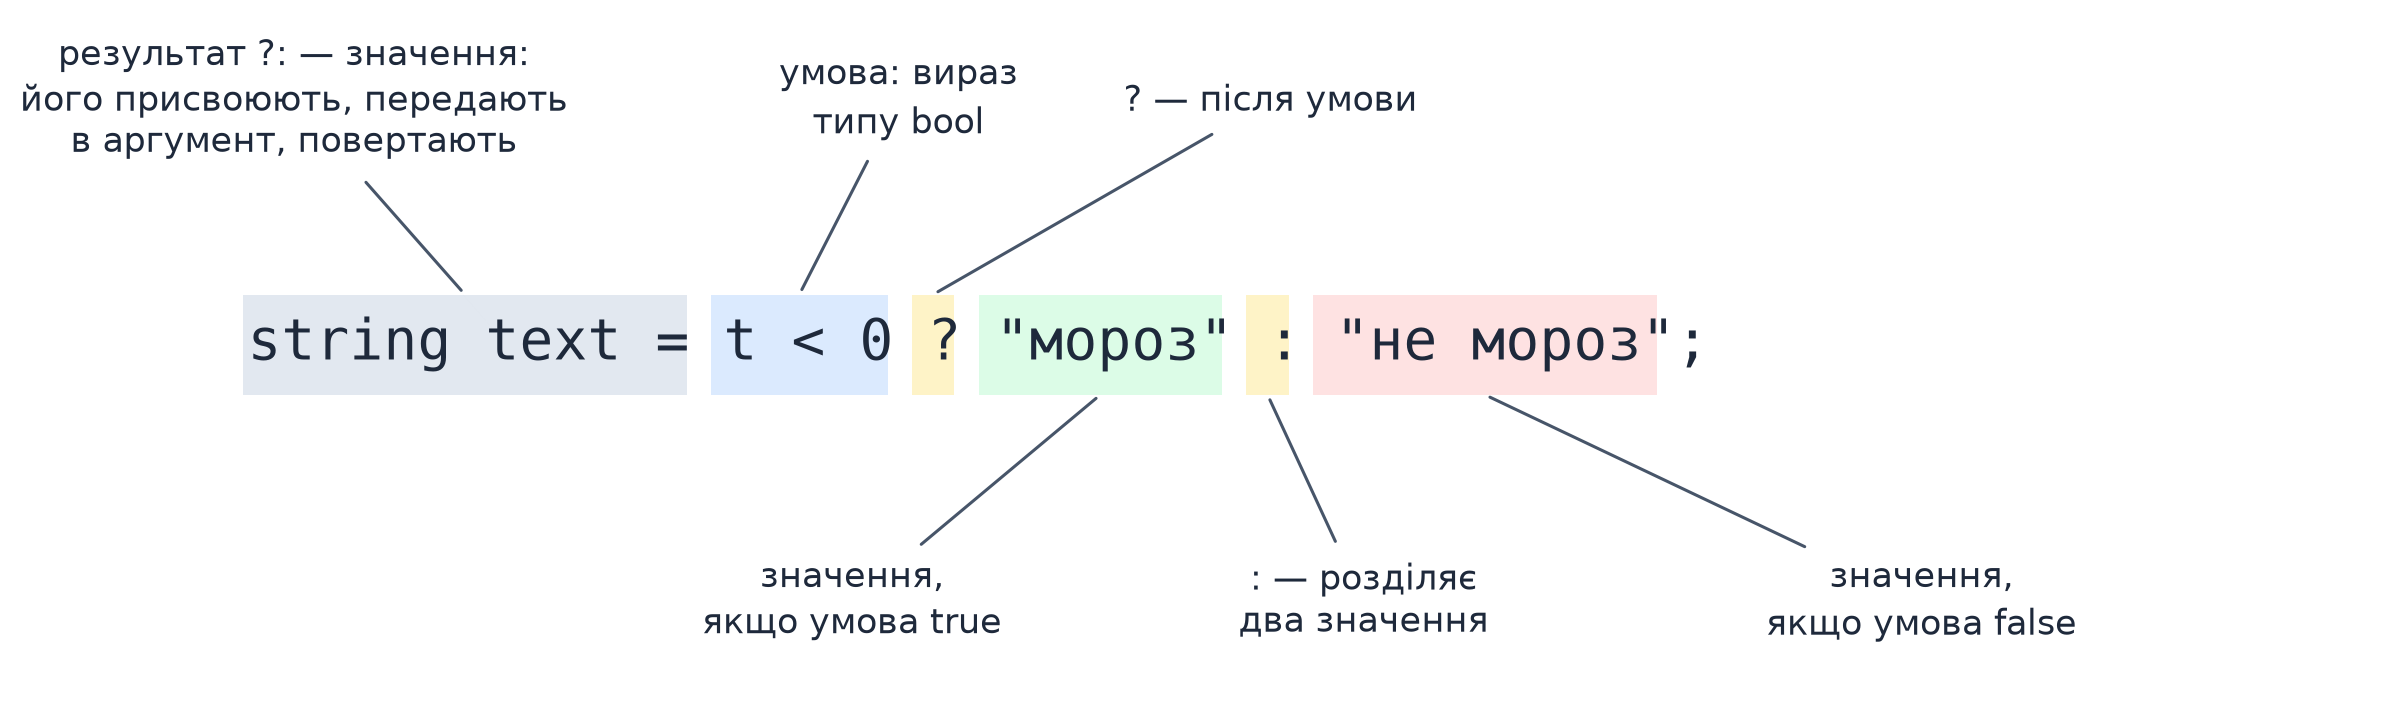 результат ?: — значення:
його присвоюють, передають
в аргумент, повертають
умова: вираз
типу bool
? — після умови
string text = t < 0 ? "мороз" : "не мороз";
значення,
якщо умова true
: — розділяє
два значення
значення,
якщо умова false